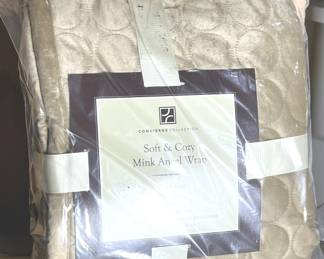 CONCIERGE COLLECTION
Soft & Cozy
Mink Angel Wrap